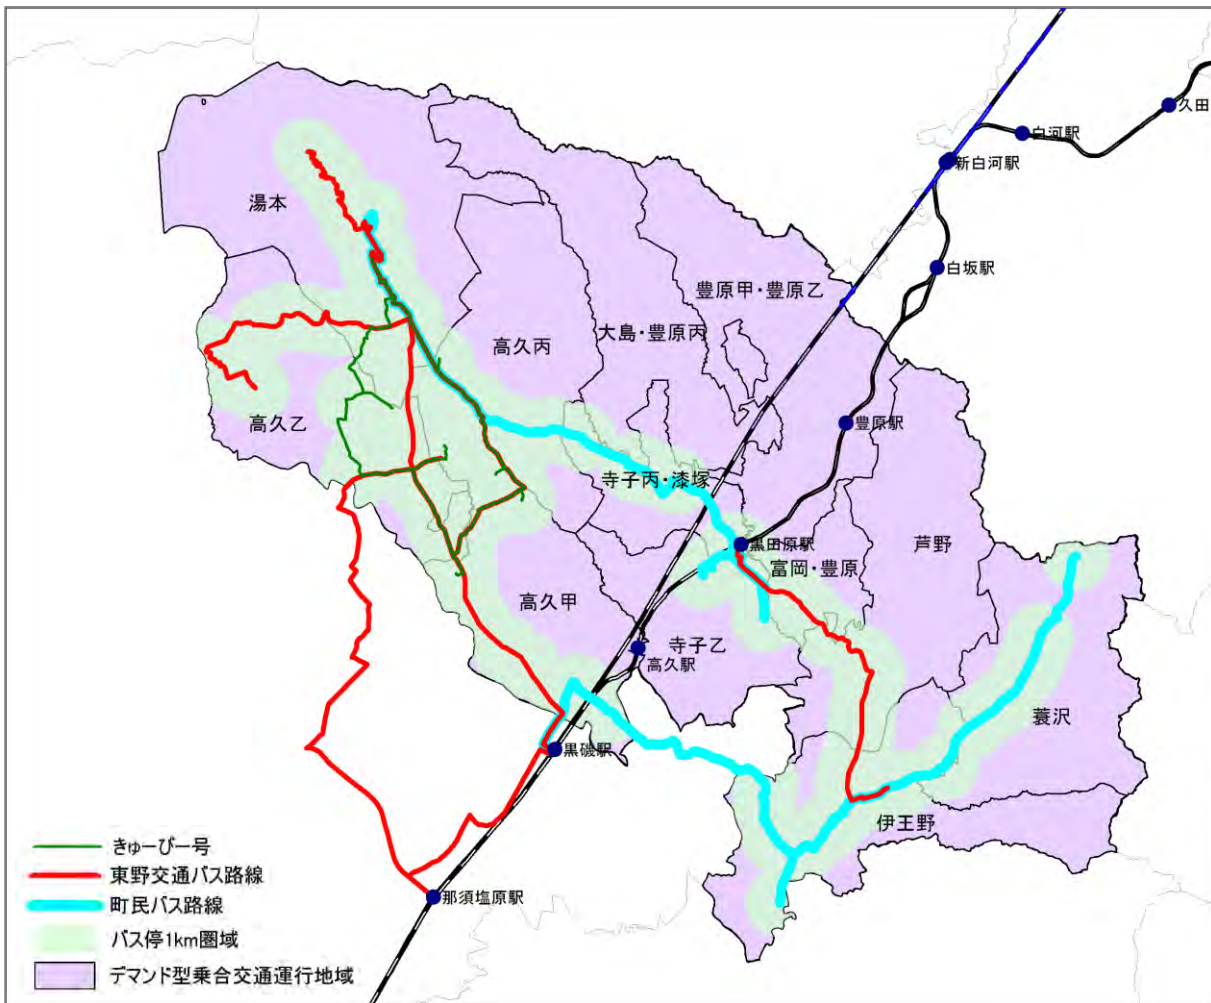 久田
白河駅
新白河駅
湯本
白坂駅
豊原甲・豊原乙
大島・豊原丙
高久丙
高久乙
豊原駅
寺子丙・漆塚
黒田原駅
芦野
富岡・豊原
高久甲
寺子乙
高久駅
蓑沢
黒磯駅
伊王野
きゅーびー号
東野交通バス路線
那須塩原駅
町民バス路線
バス停1km圏域
デマンド型乗合交通運行地域